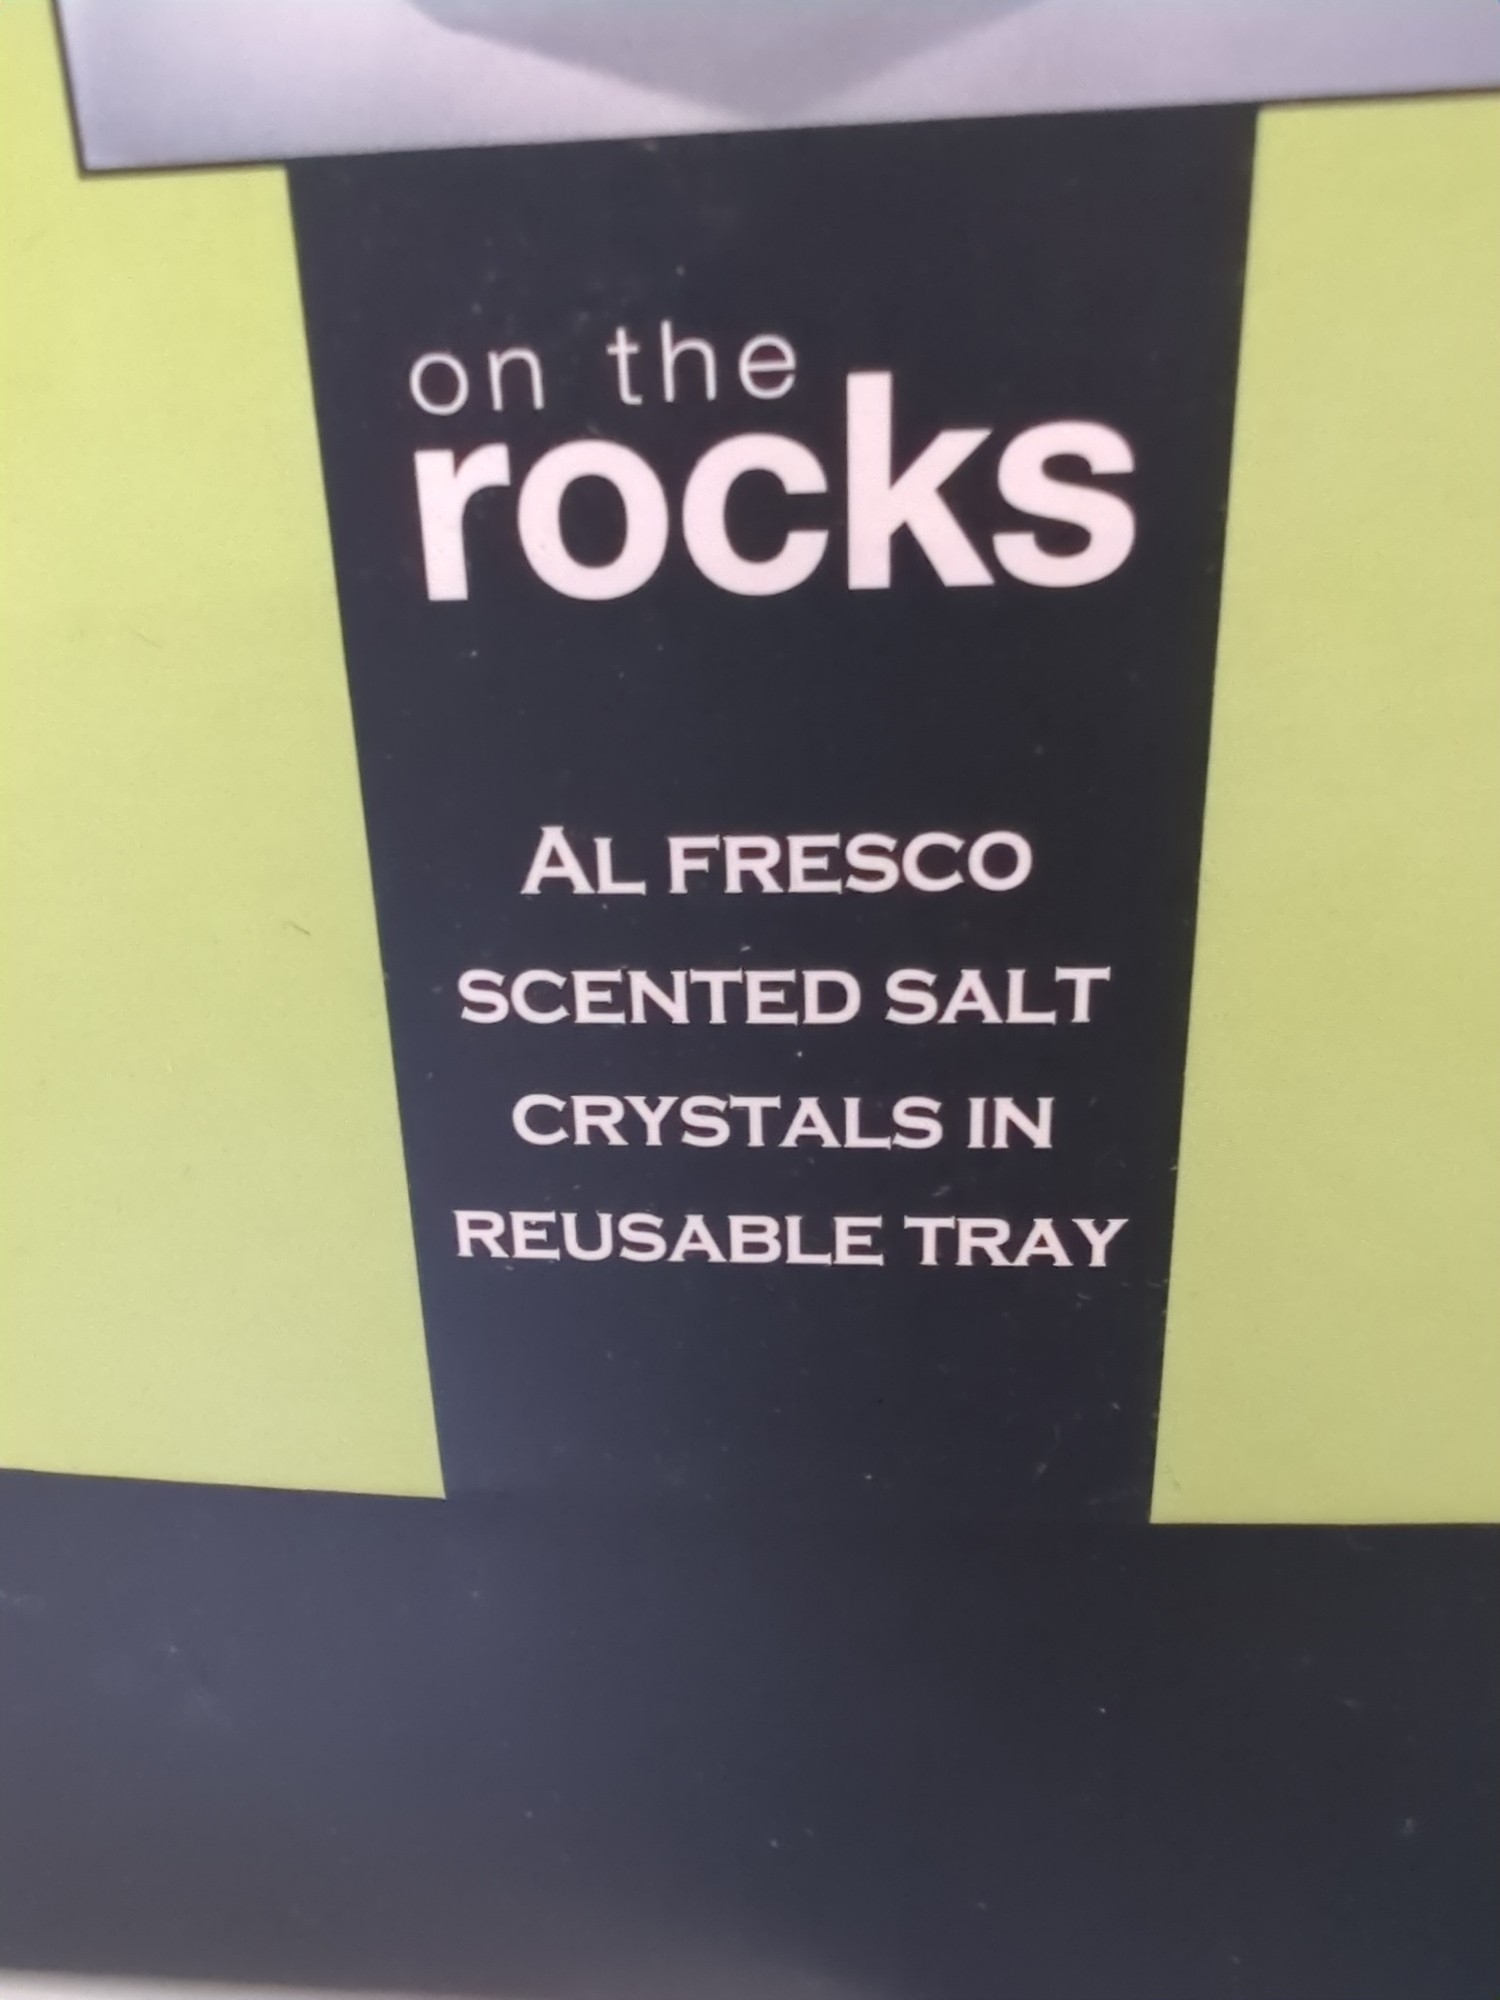 on the
rocks
AL FRESCO
SCENTED SALT
CRYSTALS IN
REUSABLE TRAY